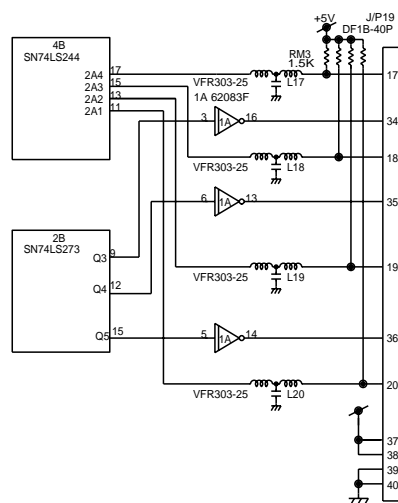 +5V
J/P19
DF1B-40P
4B
SN74LS244
RM3
1.5K
17
2A4
VFR303-25
L17
17
15
2A3
13
2A2
1A 62083F
11
2A1
3
1A
16
34
VFR303-25
L18
18
6
1A
13
35
2B
SN74LS273
9
Q3
12
Q4
VFR303-25
L19
19
15
Q5
5
1A
14
36
VFR303-25
L20
20
37
38
39
40